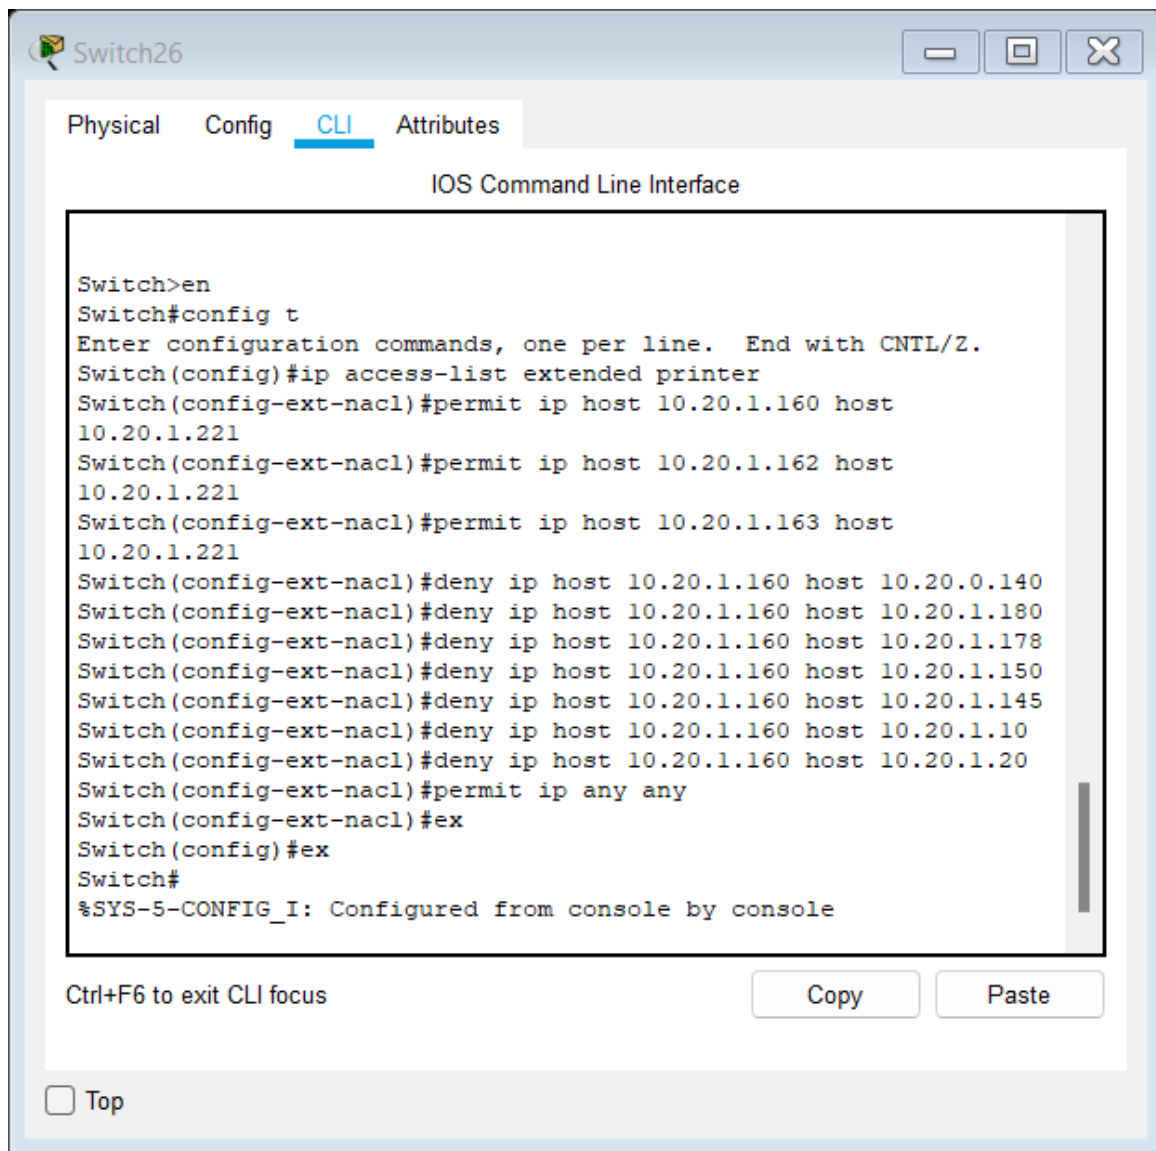 Switch26
Physical Config CLI Attributes
IOS Command Line Interface
Switch>en
Switch#config t
Enter configuration commands, one per line.  End with CNTL/Z.
Switch(config)#ip access-list extended printer
Switch(config-ext-nacl)#permit ip host 10.20.1.160 host
10.20.1.221
Switch(config-ext-nacl)#permit ip host 10.20.1.162 host
10.20.1.221
Switch(config-ext-nacl)#permit ip host 10.20.1.163 host
10.20.1.221
Switch(config-ext-nacl)#deny ip host 10.20.1.160 host 10.20.0.140
Switch(config-ext-nacl)#deny ip host 10.20.1.160 host 10.20.1.180
Switch(config-ext-nacl)#deny ip host 10.20.1.160 host 10.20.1.178
Switch(config-ext-nacl)#deny ip host 10.20.1.160 host 10.20.1.150
Switch(config-ext-nacl)#deny ip host 10.20.1.160 host 10.20.1.145
Switch(config-ext-nacl)#deny ip host 10.20.1.160 host 10.20.1.10
Switch(config-ext-nacl)#deny ip host 10.20.1.160 host 10.20.1.20
Switch(config-ext-nacl)#permit ip any any
Switch(config-ext-nacl)#ex
Switch(config)#ex
Switch#
%SYS-5-CONFIG_I: Configured from console by console
Ctrl+F6 to exit CLI focus
Copy Paste
Top